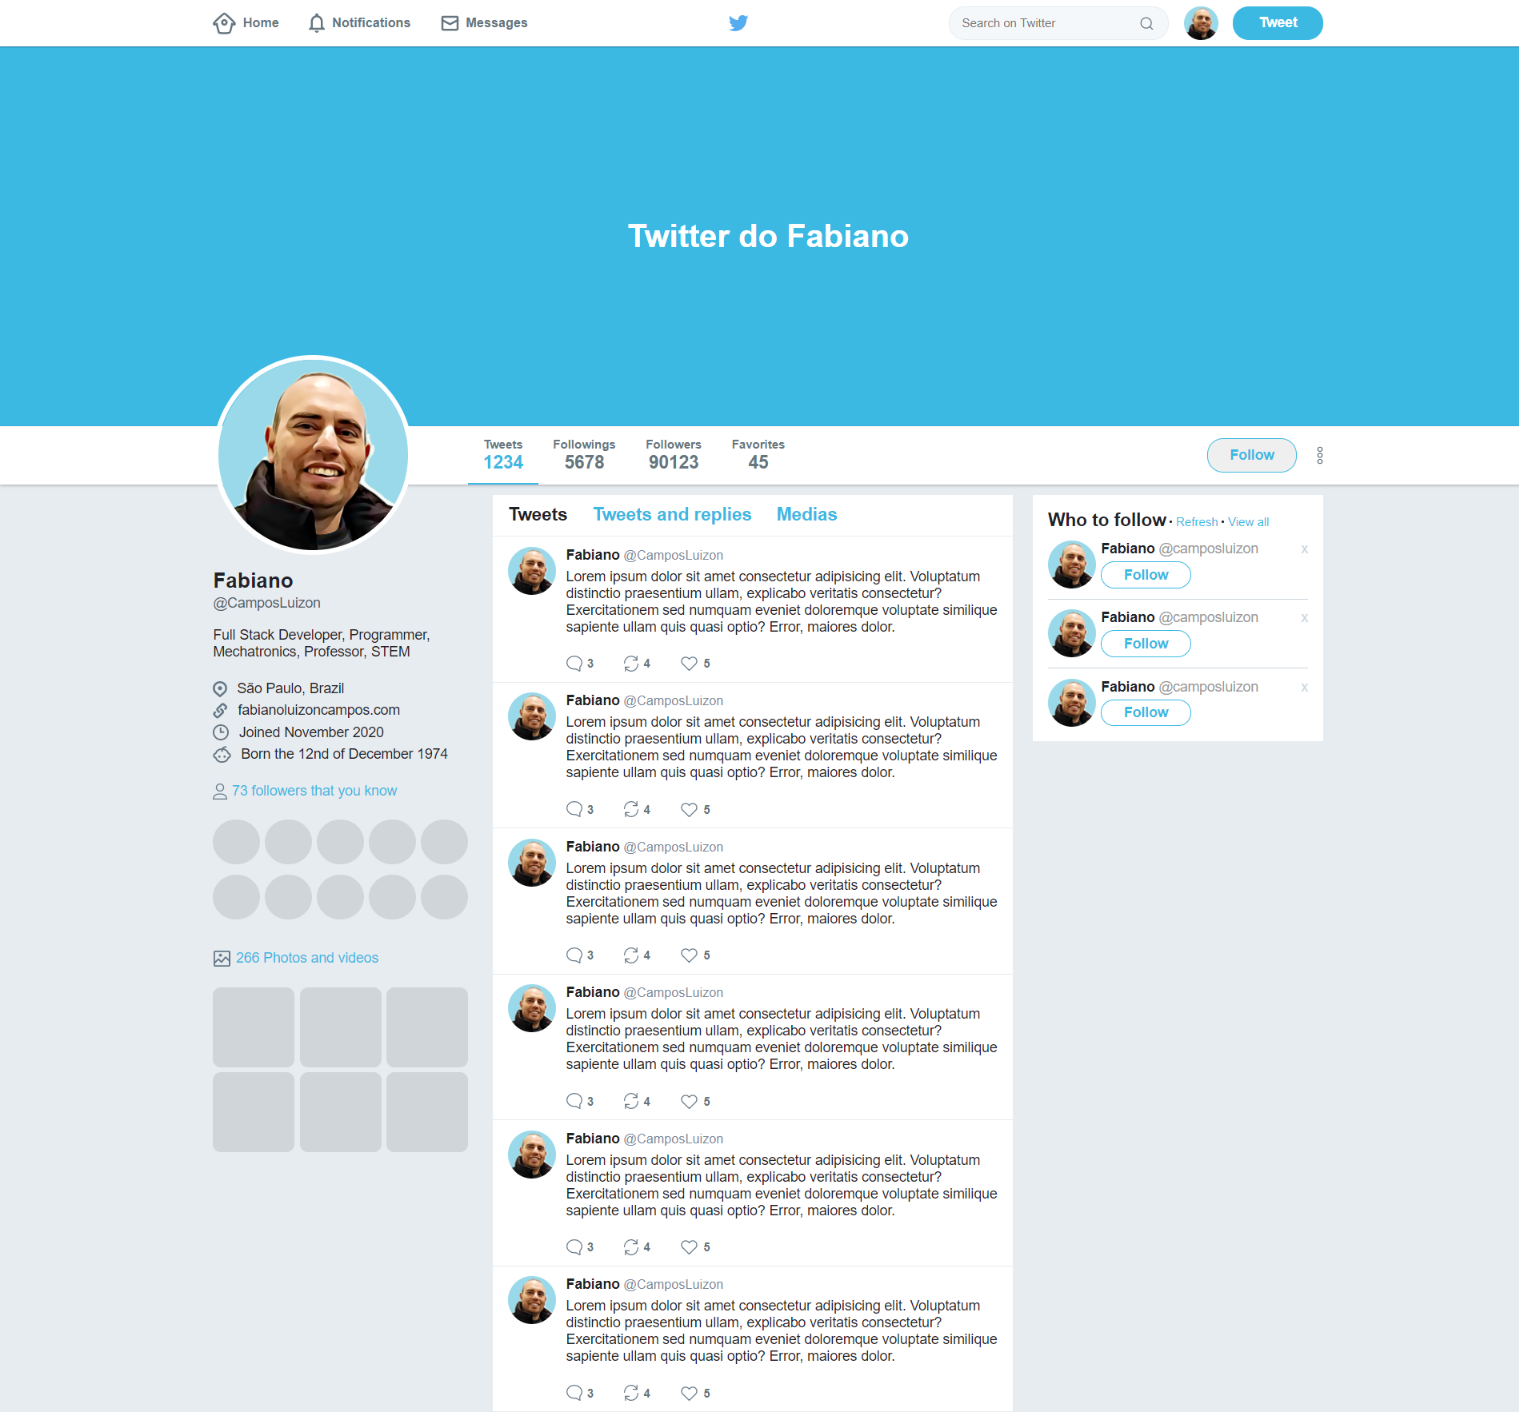 Home
Notifications
Messages
Search on Twitter
Tweet
Twitter do Fabiano
Tweets
1234
Followings
5678
Followers
90123
Favorites
45
Follow
Fabiano
@CamposLuizon
Full Stack Developer, Programmer,
Mechatronics, Professor, STEM
São Paulo, Brazil
fabianoluizoncampos.com
Joined November 2020
Born the 12nd of December 1974
73 followers that you know
266 Photos and videos
Tweets Tweets and replies Medias
Fabiano @CamposLuizon
Lorem ipsum dolor sit amet consectetur adipisicing elit. Voluptatum
distinctio praesentium ullam, explicabo veritatis consectetur?
Exercitationem sed numquam eveniet doloremque voluptate similique
sapiente ullam quis quasi optio? Error, maiores dolor.
3 4 5
Fabiano @CamposLuizon
Lorem ipsum dolor sit amet consectetur adipisicing elit. Voluptatum
distinctio praesentium ullam, explicabo veritatis consectetur?
Exercitationem sed numquam eveniet doloremque voluptate similique
sapiente ullam quis quasi optio? Error, maiores dolor.
3 4 5
Fabiano @CamposLuizon
Lorem ipsum dolor sit amet consectetur adipisicing elit. Voluptatum
distinctio praesentium ullam, explicabo veritatis consectetur?
Exercitationem sed numquam eveniet doloremque voluptate similique
sapiente ullam quis quasi optio? Error, maiores dolor.
3 4 5
Fabiano @CamposLuizon
Lorem ipsum dolor sit amet consectetur adipisicing elit. Voluptatum
distinctio praesentium ullam, explicabo veritatis consectetur?
Exercitationem sed numquam eveniet doloremque voluptate similique
sapiente ullam quis quasi optio? Error, maiores dolor.
3 4 5
Fabiano @CamposLuizon
Lorem ipsum dolor sit amet consectetur adipisicing elit. Voluptatum
distinctio praesentium ullam, explicabo veritatis consectetur?
Exercitationem sed numquam eveniet doloremque voluptate similique
sapiente ullam quis quasi optio? Error, maiores dolor.
3 4 5
Fabiano @CamposLuizon
Lorem ipsum dolor sit amet consectetur adipisicing elit. Voluptatum
distinctio praesentium ullam, explicabo veritatis consectetur?
Exercitationem sed numquam eveniet doloremque voluptate similique
sapiente ullam quis quasi optio? Error, maiores dolor.
3 4 5
Who to follow · Refresh · View all
Fabiano @camposluizon x
Follow
Fabiano @camposluizon x
Follow
Fabiano @camposluizon x
Follow